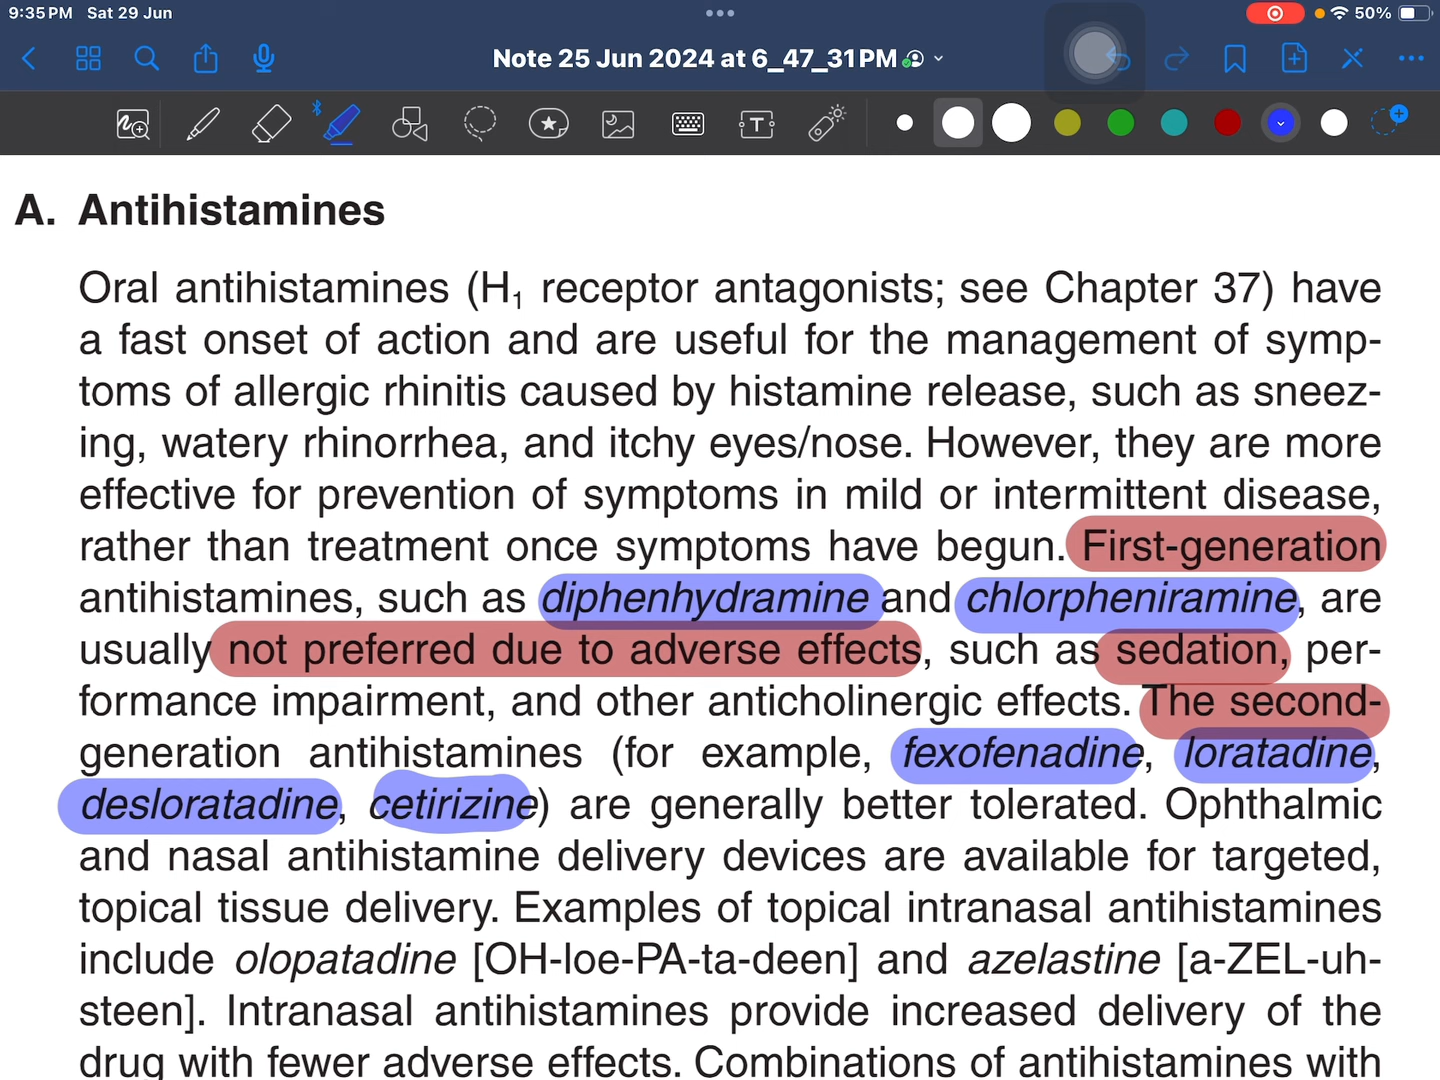 9:35 PM Sat 29 Jun
50%
Note 25 Jun 2024 at 6_47_31 PM
T
A. Antihistamines
Oral antihistamines (H₁ receptor antagonists; see Chapter 37) have
a fast onset of action and are useful for the management of symp-
toms of allergic rhinitis caused by histamine release, such as sneez-
ing, watery rhinorrhea, and itchy eyes/nose. However, they are more
effective for prevention of symptoms in mild or intermittent disease,
rather than treatment once symptoms have begun. First-generation
antihistamines, such as diphenhydramine and chlorpheniramine, are
usually not preferred due to adverse effects, such as sedation, per-
formance impairment, and other anticholinergic effects. The second-
generation antihistamines (for example, fexofenadine, loratadine,
desloratadine, cetirizine) are generally better tolerated. Ophthalmic
and nasal antihistamine delivery devices are available for targeted,
topical tissue delivery. Examples of topical intranasal antihistamines
include olopatadine [OH-loe-PA-ta-deen] and azelastine [a-ZEL-uh-
steen]. Intranasal antihistamines provide increased delivery of the
drug with fewer adverse effects. Combinations of antihistamines with